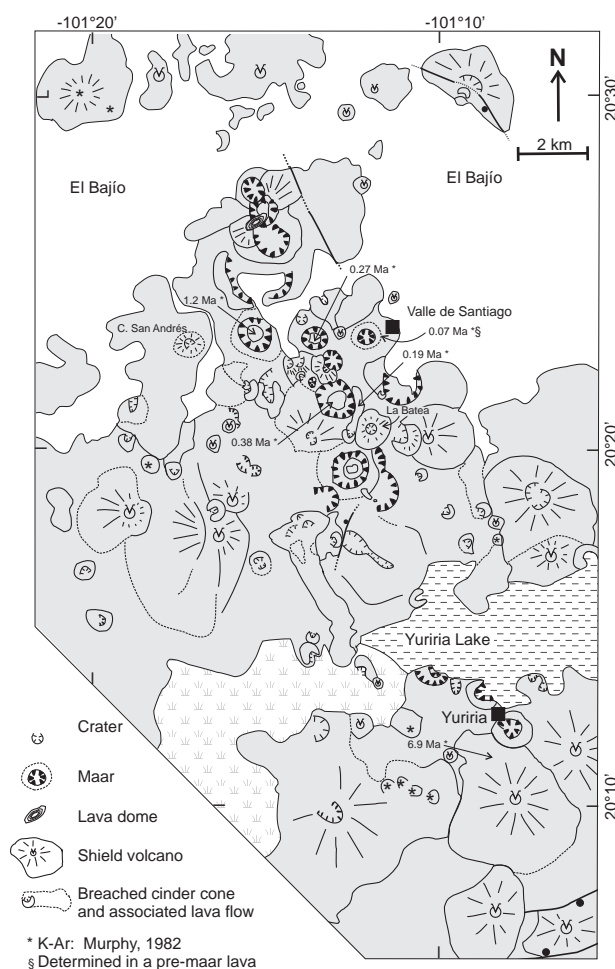 -101°20'
-101°10'
N
2 km
20°30'
El Bajío
El Bajío
0.27 Ma *
1.2 Ma *
Valle de Santiago
0.07 Ma *§
C. San Andrés
0.19 Ma *
La Batea
0.38 Ma *
20°20'
Yuriria Lake
Yuriria
6.9 Ma *
20°10'
Crater
Maar
Lava dome
Shield volcano
Breached cinder cone
and associated lava flow
* K-Ar: Murphy, 1982
§ Determined in a pre-maar lava